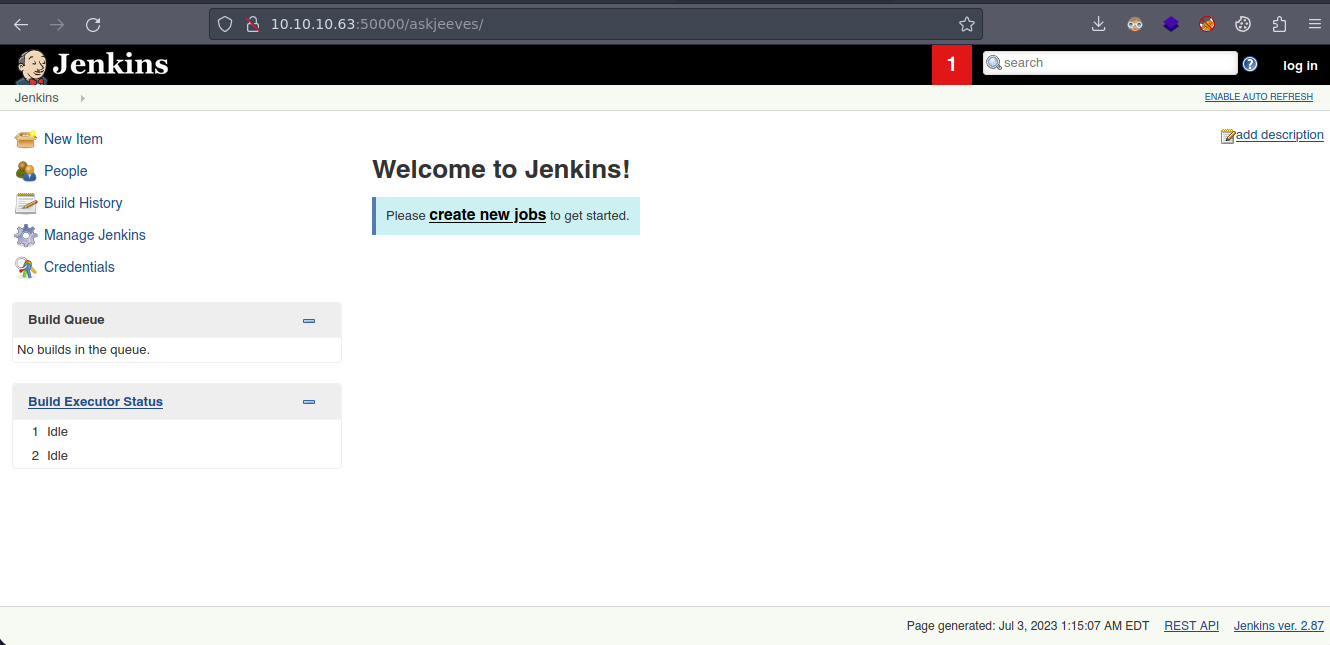 10.10.10.63:50000/askjeeves/
Jenkins
1
search
?
log in
Jenkins
ENABLE AUTO REFRESH
New Item
add description
People
Build History
Manage Jenkins
Credentials
Welcome to Jenkins!
Please create new jobs to get started.
Build Queue
No builds in the queue.
Build Executor Status
1 Idle
2 Idle
Page generated: Jul 3, 2023 1:15:07 AM EDT REST API Jenkins ver. 2.87